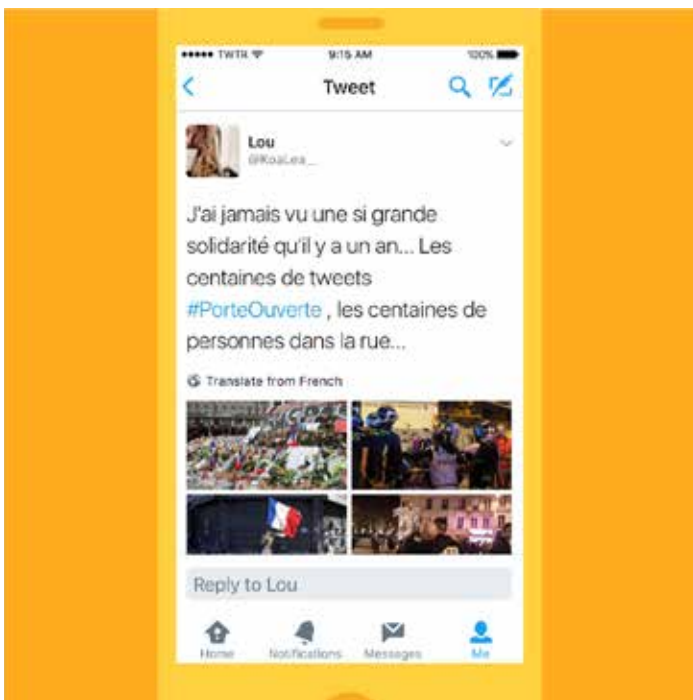 TWTR 9:15 AM 100%
Tweet
Lou
@KoaLea_
J'ai jamais vu une si grande
solidarité qu'il y a un an... Les
centaines de tweets
#PorteOuverte , les centaines de
personnes dans la rue...
Translate from French
Reply to Lou
Home Notifications Messages Me